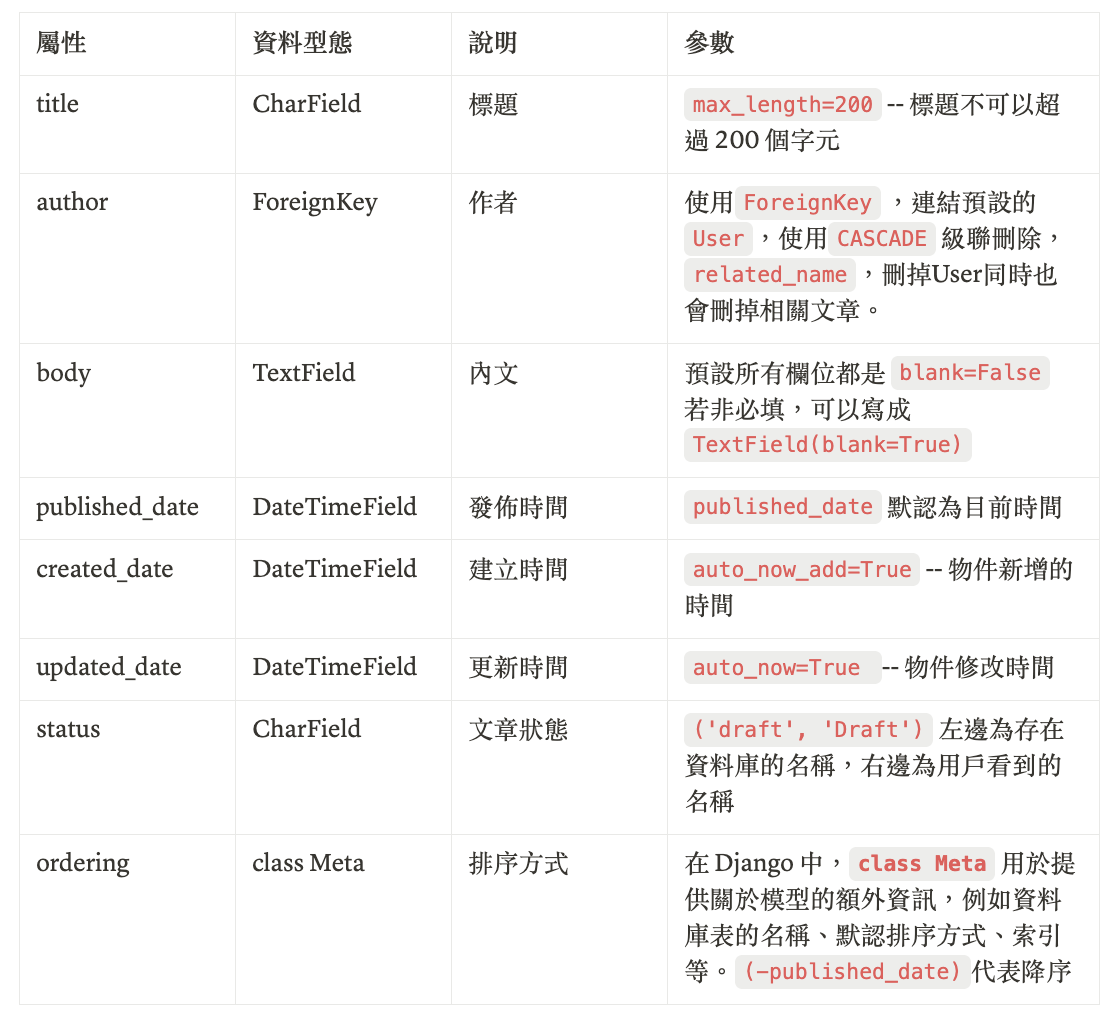 屬性 資料型態 說明 參數
title CharField 標題 max_length=200 -- 標題不可以超
過 200 個字元
author ForeignKey 作者 使用 ForeignKey ，連結預設的
User ，使用 CASCADE 級聯刪除，
related_name ，刪掉User同時也
會刪掉相關文章。
body TextField 內文 預設所有欄位都是 blank=False
若非必填，可以寫成
TextField(blank=True)
published_date DateTimeField 發佈時間 published_date 默認為目前時間
created_date DateTimeField 建立時間 auto_now_add=True -- 物件新增的
時間
updated_date DateTimeField 更新時間 auto_now=True -- 物件修改時間
status CharField 文章狀態 ('draft', 'Draft') 左邊為存在
資料庫的名稱，右邊為用戶看到的
名稱
ordering class Meta 排序方式 在 Django 中， class Meta 用於提
供關於模型的額外資訊，例如資料
庫表的名稱、默認排序方式、索引
等。 (-published_date) 代表降序